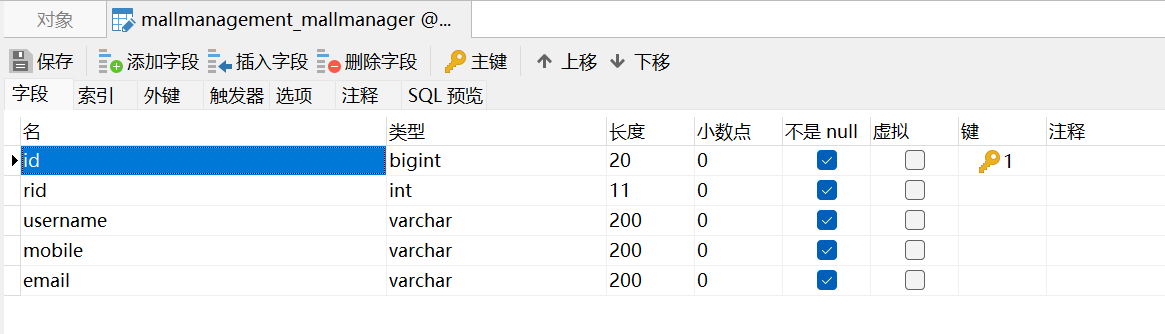 对象 mallmanagement_mallmanager @...
保存 添加字段 插入字段 删除字段 主键 上移 下移
字段 索引 外键 触发器 选项 注释 SQL 预览
名 类型 长度 小数点 不是 null 虚拟 键 注释
id bigint 20 0 1
rid int 11 0
username varchar 200 0
mobile varchar 200 0
email varchar 200 0